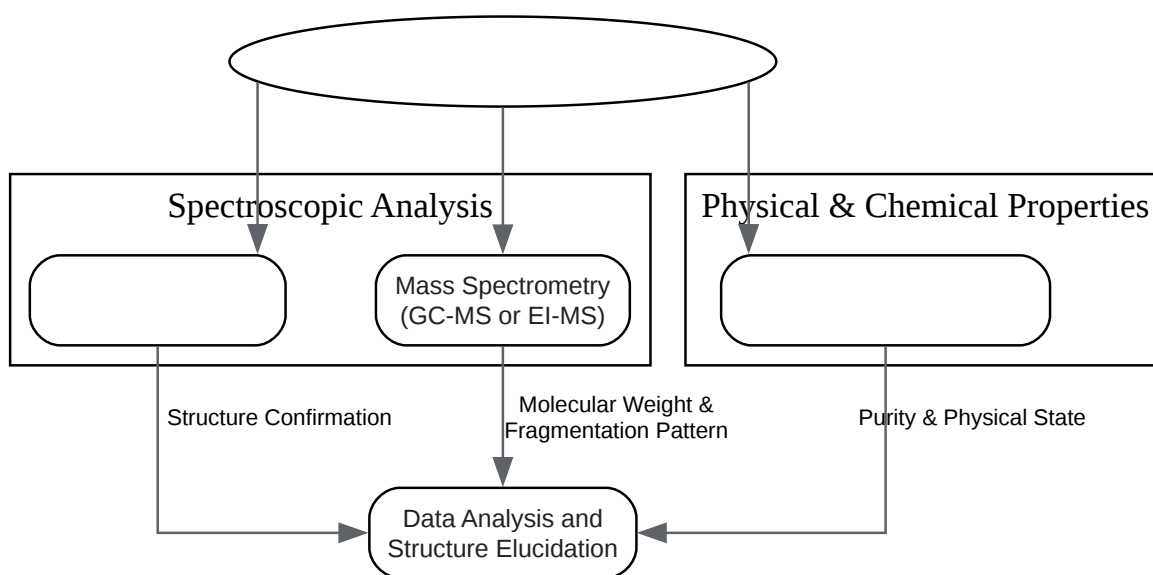 Spectroscopic Analysis
Physical & Chemical Properties
Mass Spectrometry
(GC-MS or EI-MS)
Structure Confirmation
Molecular Weight &
Fragmentation Pattern
Purity & Physical State
Data Analysis and
Structure Elucidation